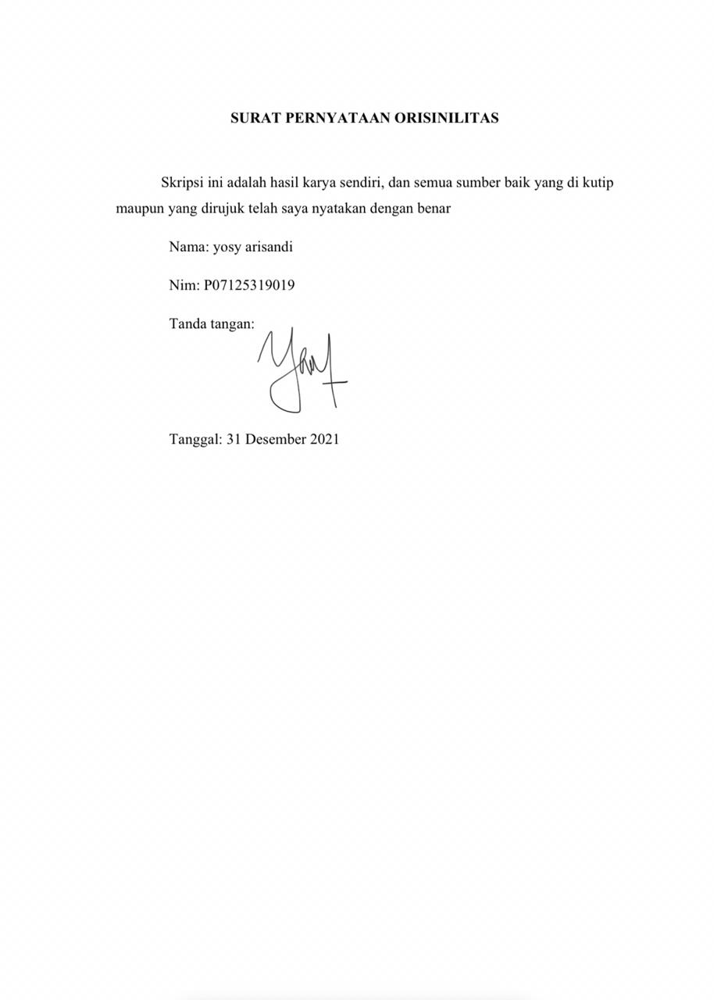 SURAT PERNYATAAN ORISINILITAS
Skripsi ini adalah hasil karya sendiri, dan semua sumber baik yang di kutip
maupun yang dirujuk telah saya nyatakan dengan benar
Nama: yosy arisandi
Nim: P07125319019
Tanda tangan:
Tanggal: 31 Desember 2021